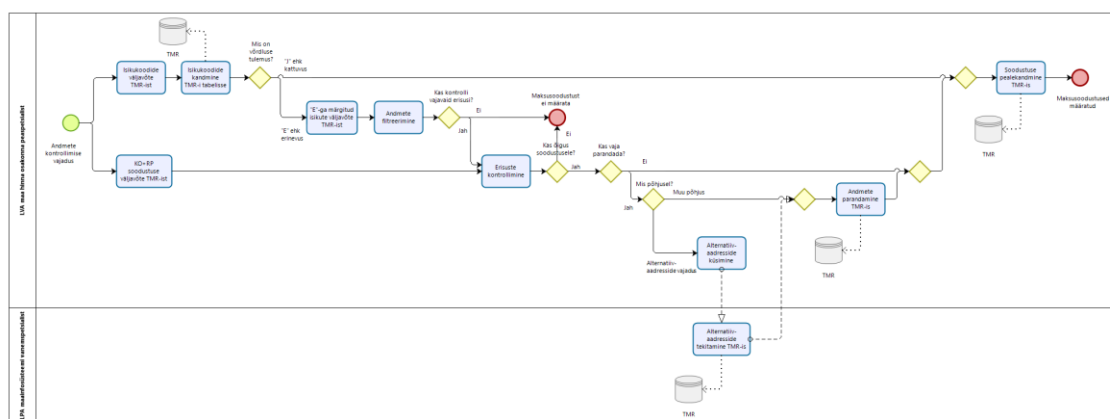 LVA maa hinna osakonna peaspetsialist
TMR
Mis on
võrdluse
tulemus?
"J" ehk
kattuvus
Isikukoodide
väljavõte
TMR-ist
Isikukoodide
kandmine
TMR-i tabelisse
Soodustuse
pealekandmine
TMR-is
Maksusoodustused
määratud
Kas kontrolli
vajavaid erisusi?
Maksusoodustust
ei määrata
"E"-ga märgitud
isikute väljavõte
TMR-ist
Andmete
filtreerimine
Ei
Jah
Andmete
kontrollimise
vajadus
"E" ehk
erinevus
Ei
TMR
Kas õigus
soodustusele?
Kas vaja
parandada?
KO+RP
soodustuse
väljavõte TMR-ist
Erisuste
kontrollimine
Jah
Ei
Mis põhjusel?
Jah
Muu põhjus
Andmete
parandamine
TMR-is
Alternatiiv-
aadresside vajadus
Alternatiiv-
aadresside
küsimine
TMR
LPA maainfosüsteemi vanemspetsialist
Alternatiiv-
aadresside
tekitamine TMR-is
TMR